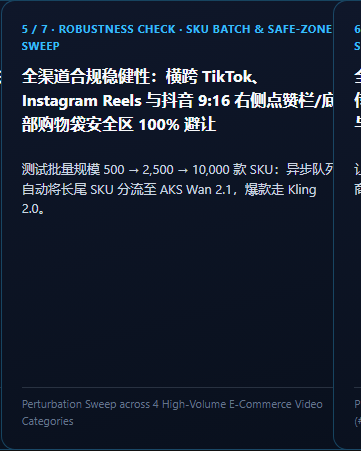 5 / 7 · ROBUSTNESS CHECK · SKU BATCH & SAFE-ZONE
SWEEP
全渠道合规稳健性：横跨 TikTok、
Instagram Reels 与抖音 9:16 右侧点赞栏/底
部购物袋安全区 100% 避让
测试批量规模 500 → 2,500 → 10,000 款 SKU：异步队列
自动将长尾 SKU 分流至 AKS Wan 2.1，爆款走 Kling
2.0。
Perturbation Sweep across 4 High-Volume E-Commerce Video
Categories